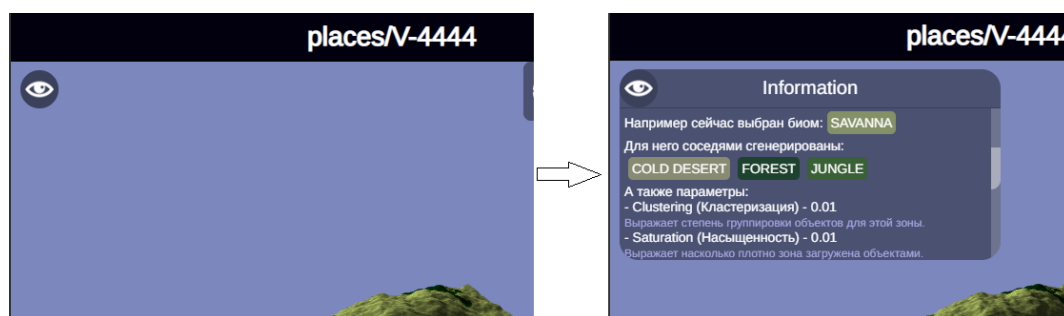 places/V-4444
places/V-444
Information
Например сейчас выбран биом: SAVANNA
Для него соседями сгенерированы:
COLD DESERT FOREST JUNGLE
А также параметры:
- Clustering (Кластеризация) - 0.01
Выражает степень группировки объектов для этой зоны.
- Saturation (Насыщенность) - 0.01
Выражает насколько плотно зона загружена объектами.